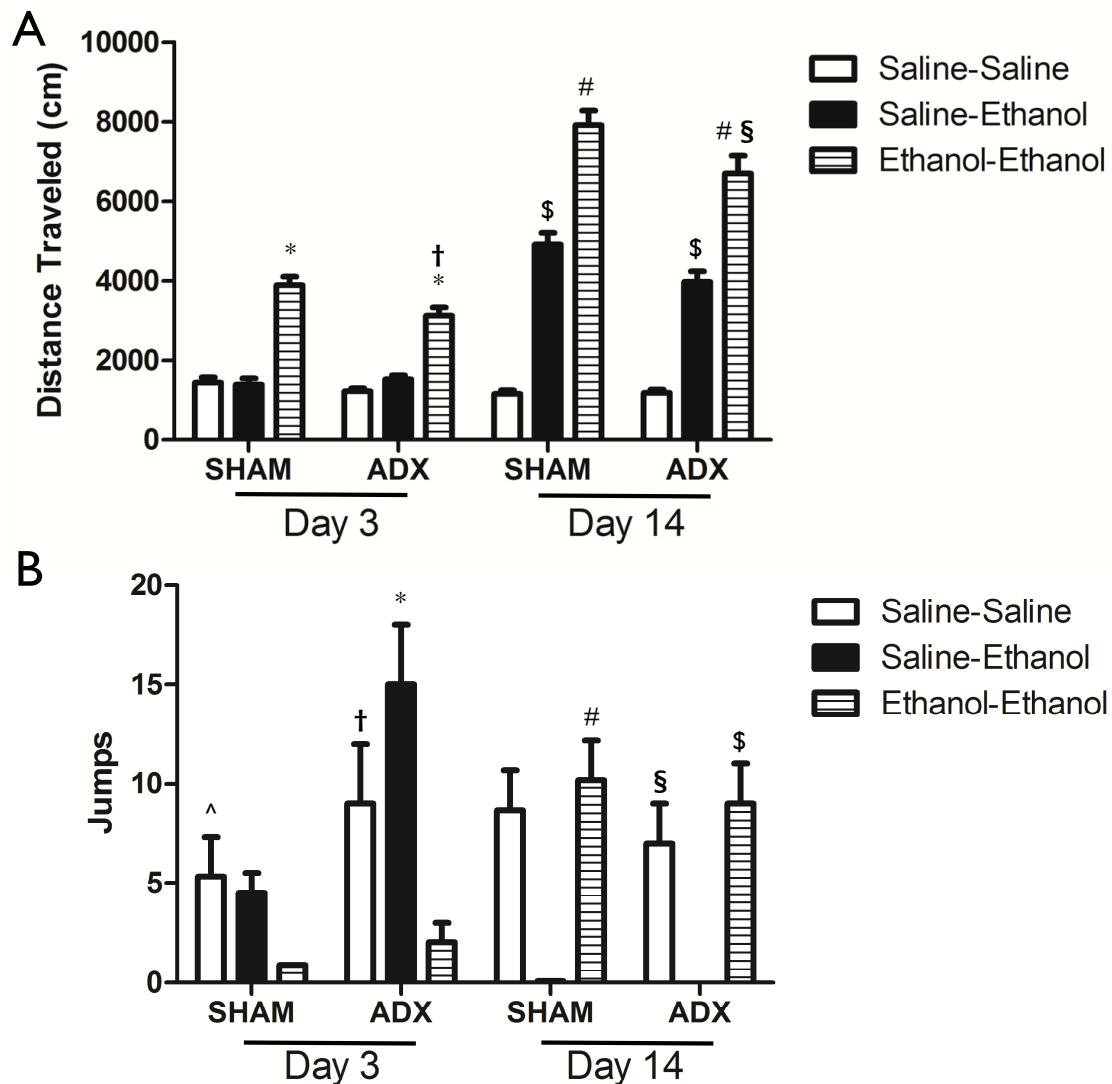 A
Distance Traveled (cm)
10000
8000
6000
4000
2000
0
*
†
*
$
#
$
# §
SHAM ADX SHAM ADX
Day 3 Day 14
Saline-Saline
Saline-Ethanol
Ethanol-Ethanol
B
Jumps
20
15
10
5
0
^
†
*
#
§
$
SHAM ADX SHAM ADX
Day 3 Day 14
Saline-Saline
Saline-Ethanol
Ethanol-Ethanol